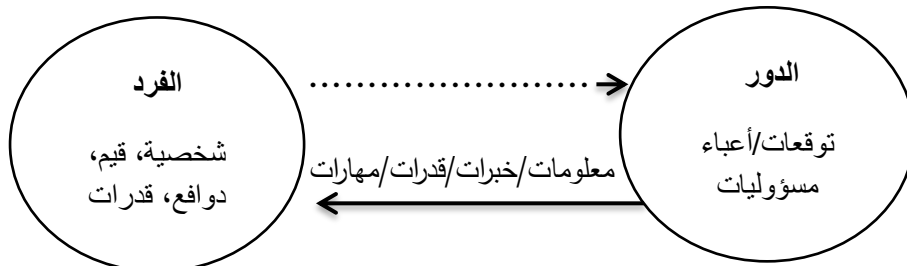 الدور
توقعات/أعباء
مسؤوليات
معلومات/خبرات/قدرات/مهارات
الفرد
شخصية، قيم،
دوافع، قدرات